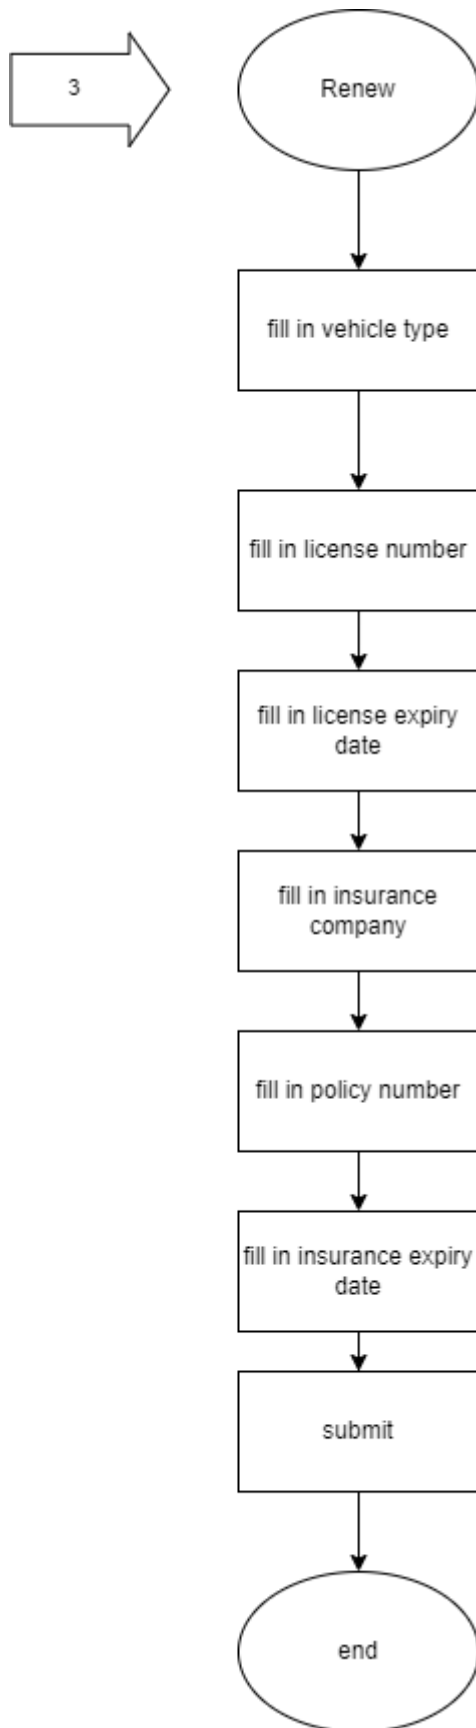 3
Renew
fill in vehicle type
fill in license number
fill in license expiry
date
fill in insurance
company
fill in policy number
fill in insurance expiry
date
submit
end